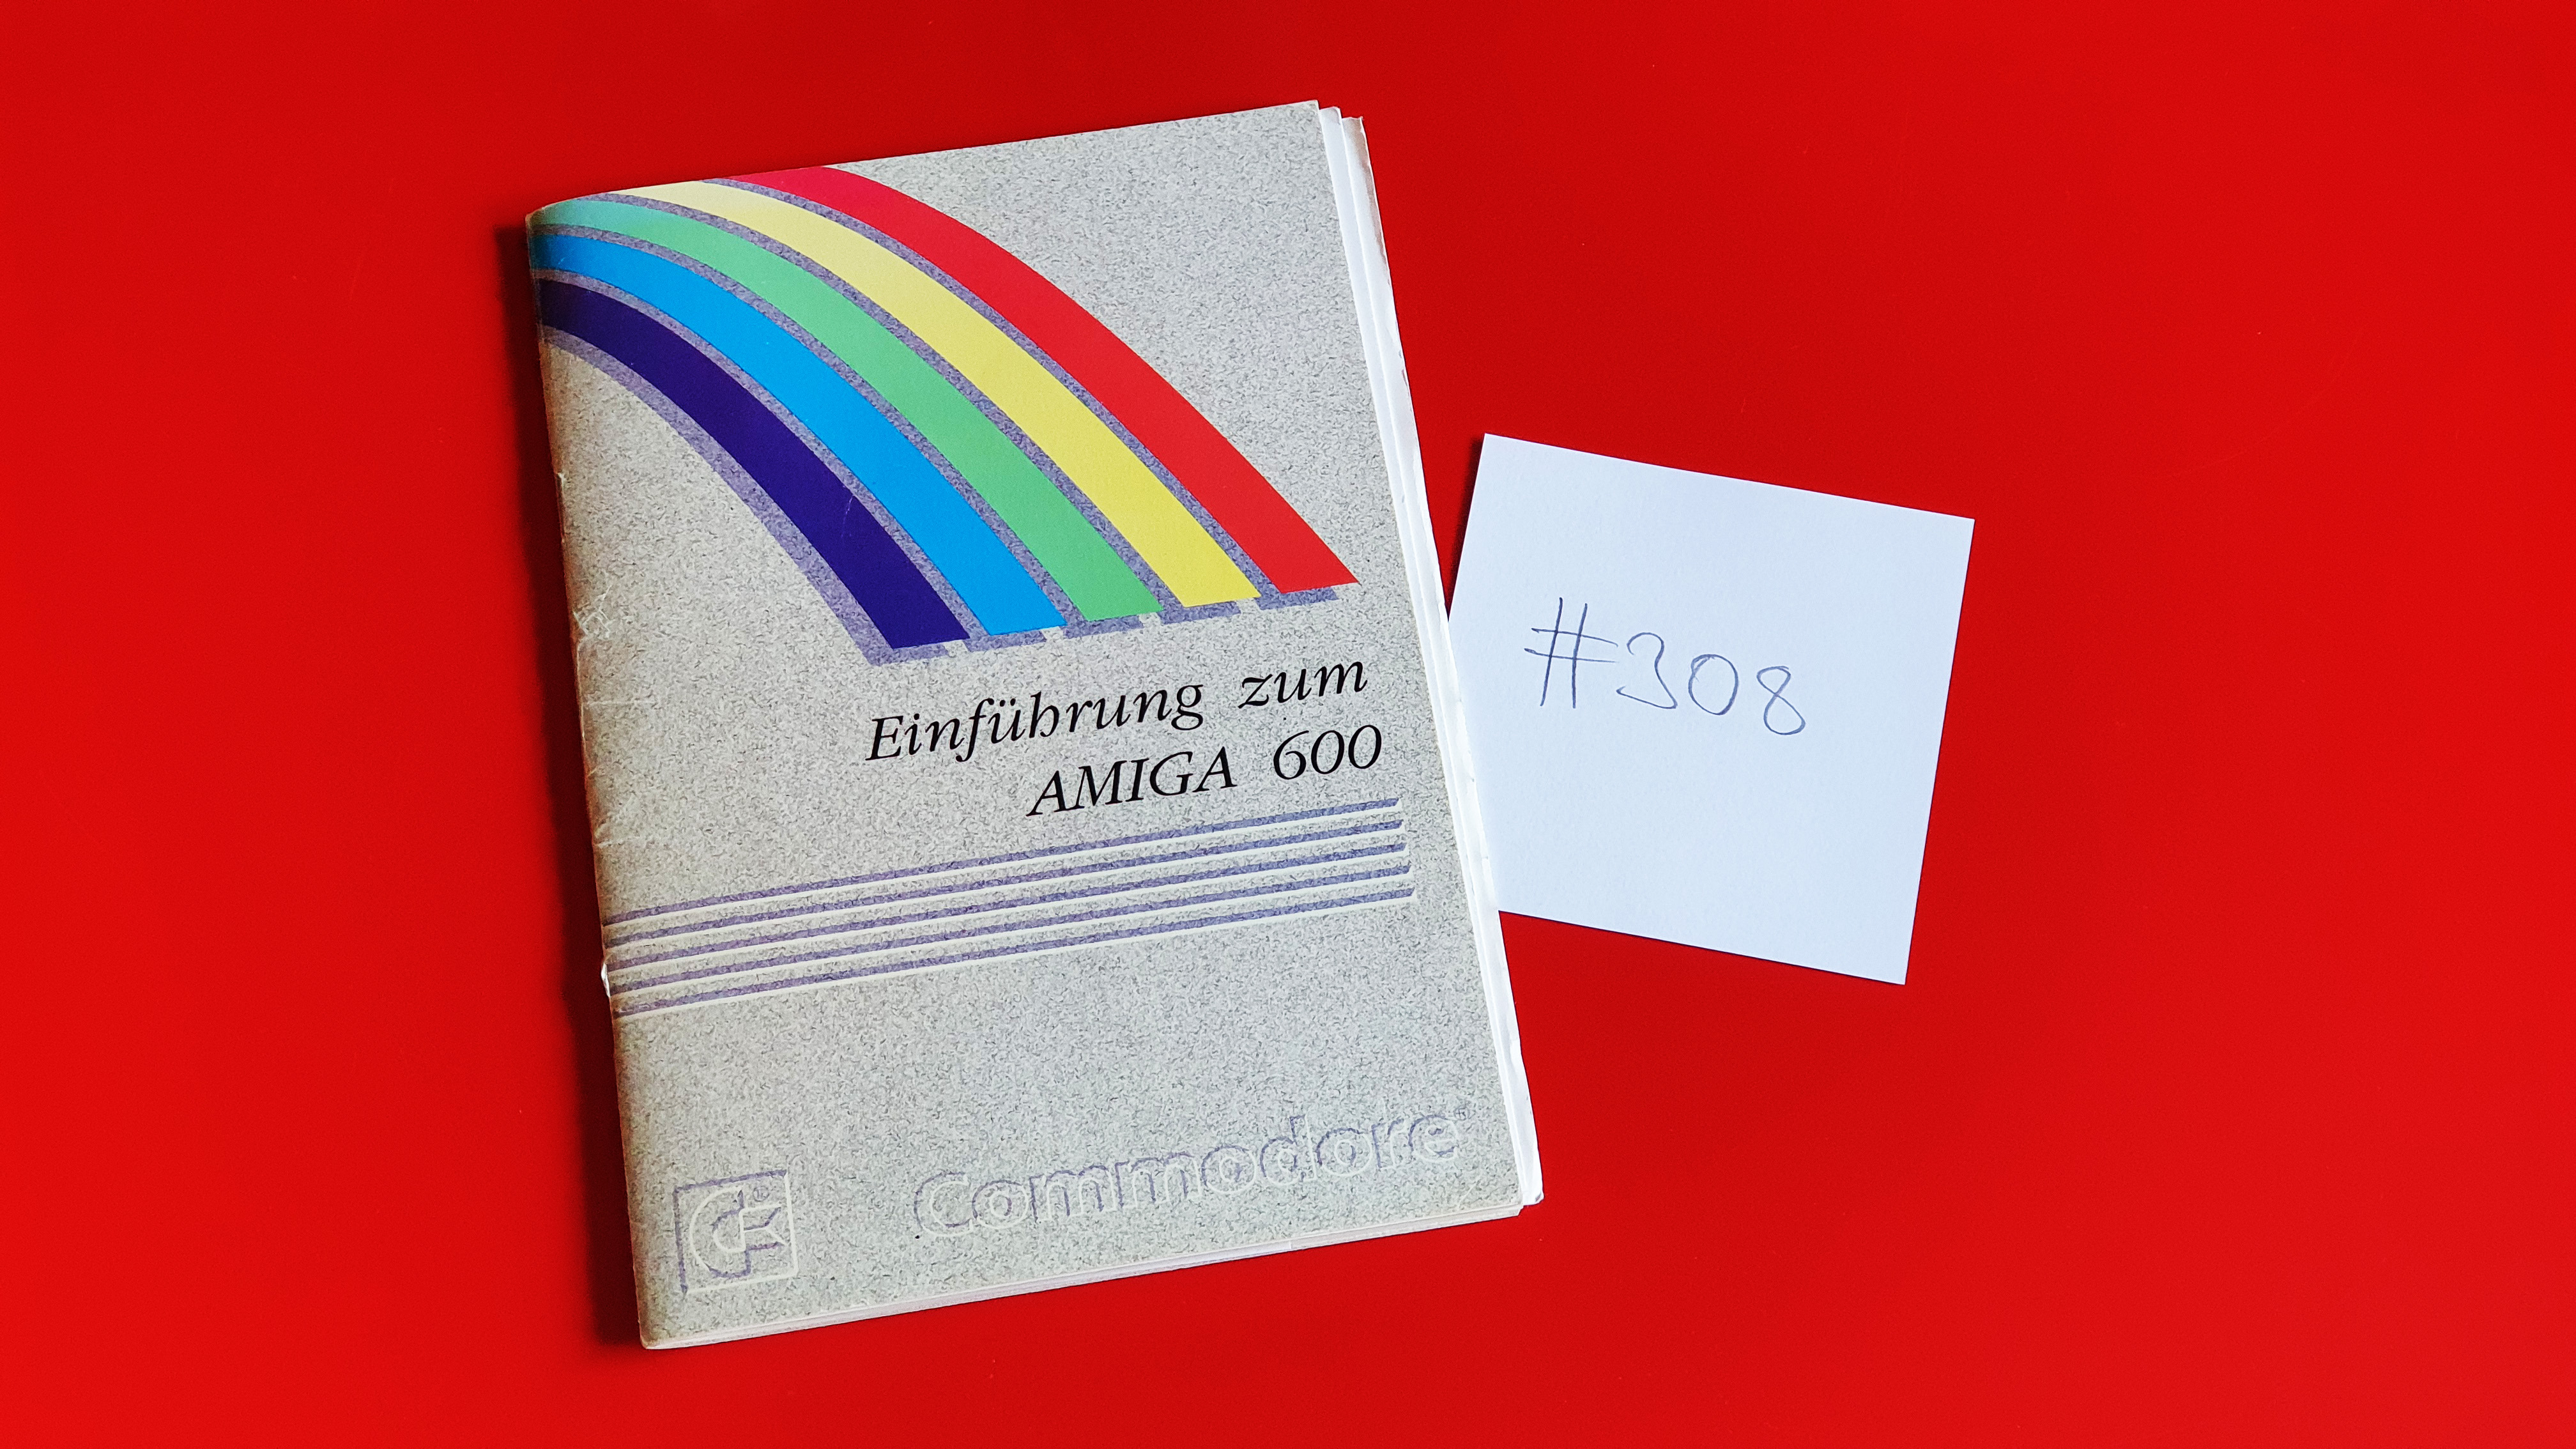 Einführung zum
AMIGA 600
Commodore®
#308